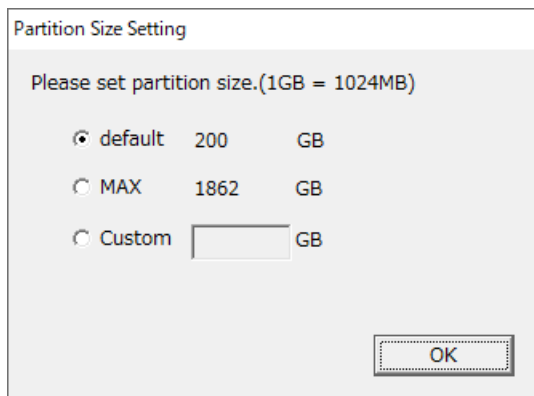 Partition Size Setting
Please set partition size.(1GB = 1024MB)
default 200 GB
MAX 1862 GB
Custom GB
OK